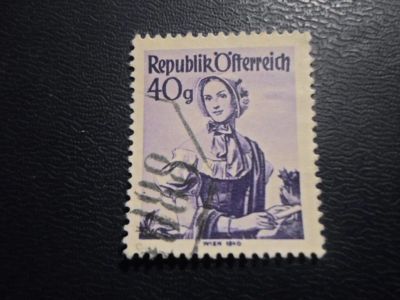 Republik Österreich
40g
WIEN 1840